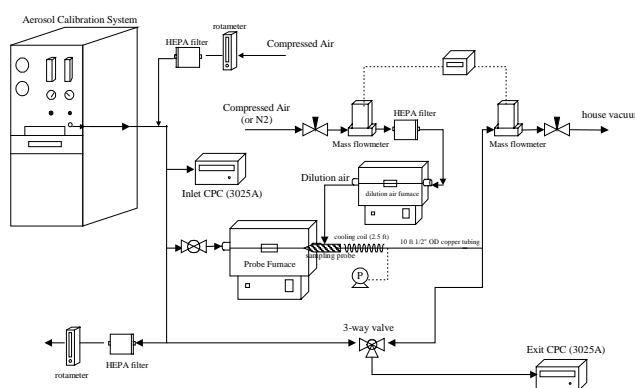 Aerosol Calibration System
rotameter
HEPA filter
Compressed Air
Compressed Air
(or N2)
HEPA filter
Mass flowmeter
Mass flowmeter
house vacuum
Inlet CPC (3025A)
Dilution air
dilution air furnace
cooling coil (2.5 ft)
10 ft 1/2" OD copper tubing
Probe Furnace
sampling probe
P
3-way valve
Exit CPC (3025A)
rotameter
HEPA filter